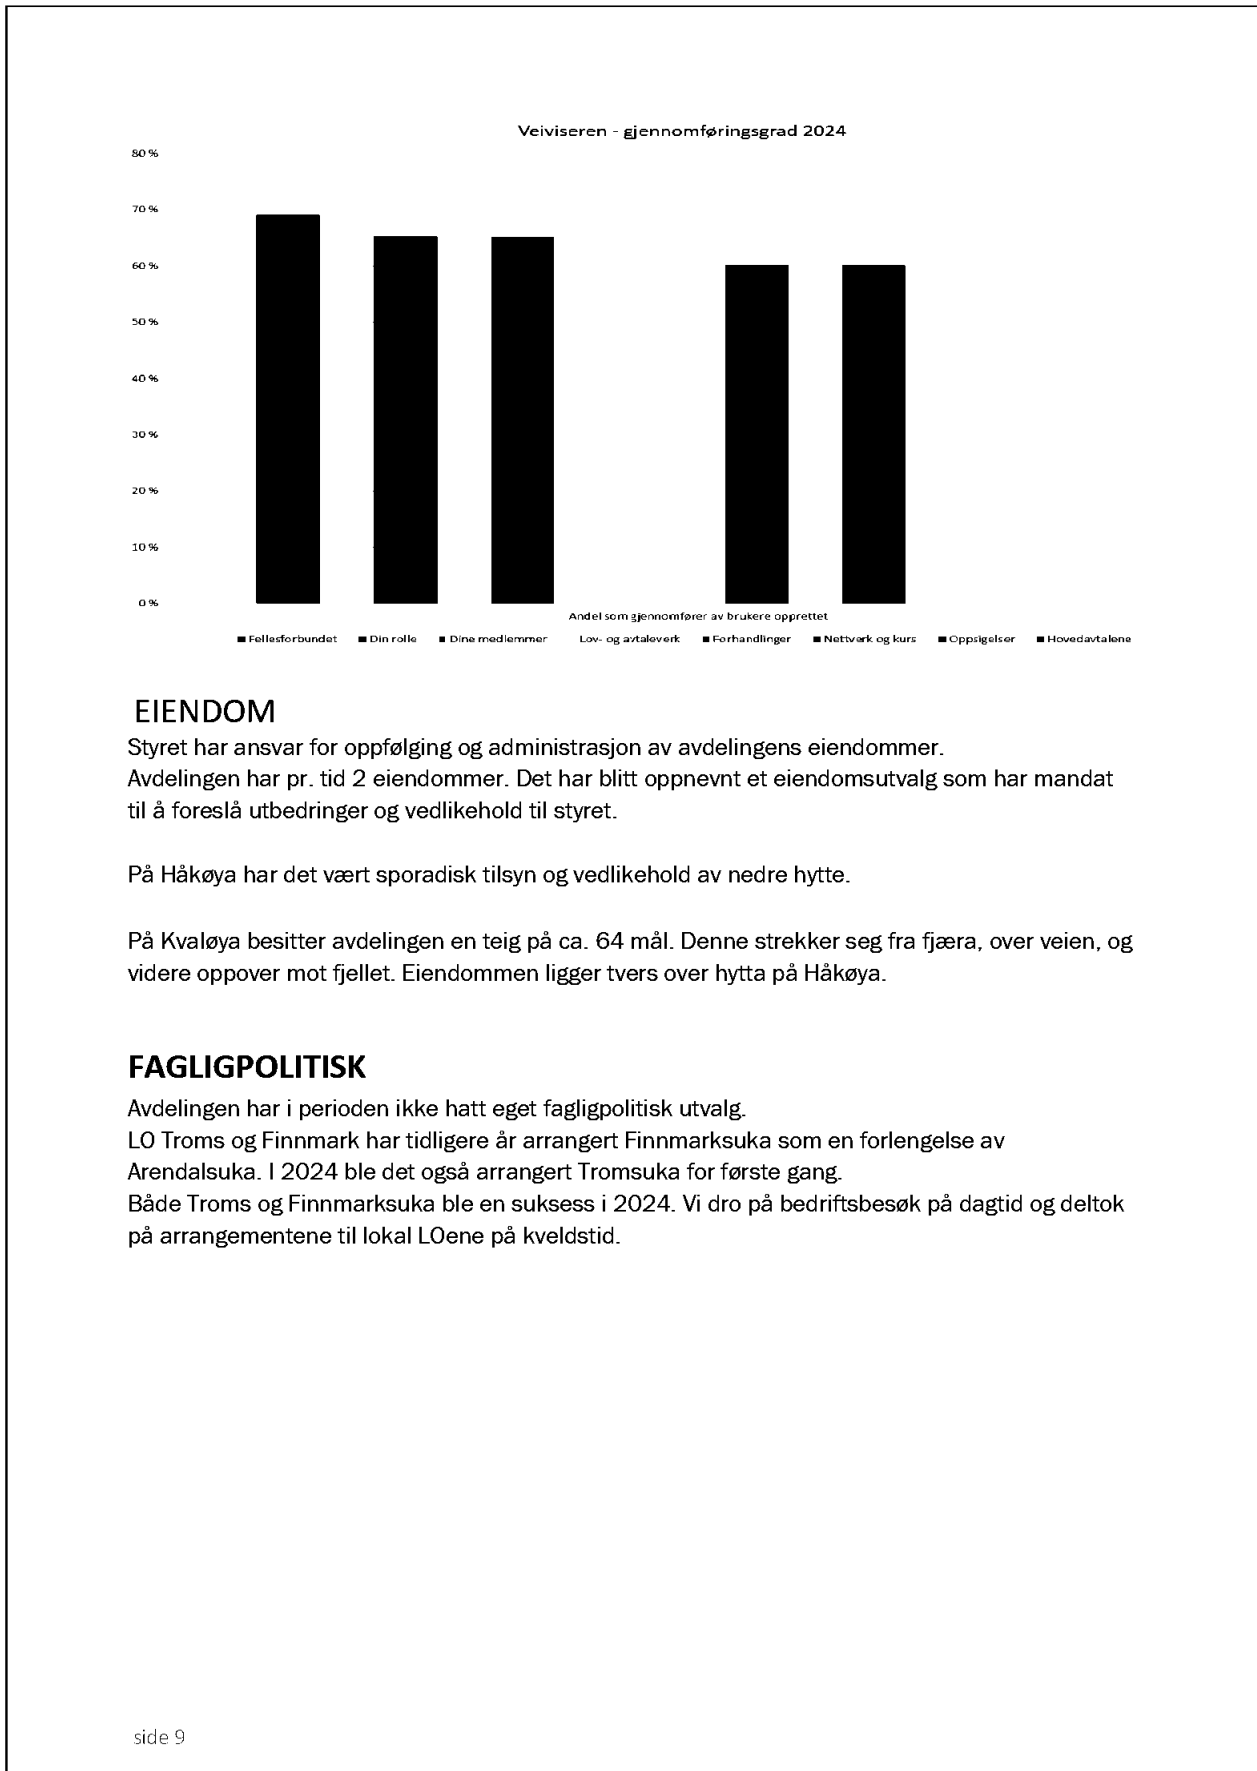 Veiviseren - gjennomføringsgrad 2024
80 %
70 %
60 %
50 %
40 %
30 %
20 %
10 %
0 %
Andel som gjennomfører av brukere opprettet
Fellesforbundet Din rolle Dine medlemmer Lov- og avtaleverk Forhandlinger Nettverk og kurs Oppsigelser Hovedavtalene
EIENDOM
Styret har ansvar for oppfølging og administrasjon av avdelingens eiendommer.
Avdelingen har pr. tid 2 eiendommer. Det har blitt oppnevnt et eiendomsutvalg som har mandat
til å foreslå utbedringer og vedlikehold til styret.
På Håkøya har det vært sporadisk tilsyn og vedlikehold av nedre hytte.
På Kvaløya besitter avdelingen en teig på ca. 64 mål. Denne strekker seg fra fjæra, over veien, og
videre oppover mot fjellet. Eiendommen ligger tvers over hytta på Håkøya.
FAGLIGPOLITISK
Avdelingen har i perioden ikke hatt eget fagligpolitisk utvalg.
LO Troms og Finnmark har tidligere år arrangert Finnmarksuka som en forlengelse av
Arendalsuka. I 2024 ble det også arrangert Tromsuka for første gang.
Både Troms og Finnmarksuka ble en suksess i 2024. Vi dro på bedriftsbesøk på dagtid og deltok
på arrangementene til lokal LOene på kveldstid.
side 9